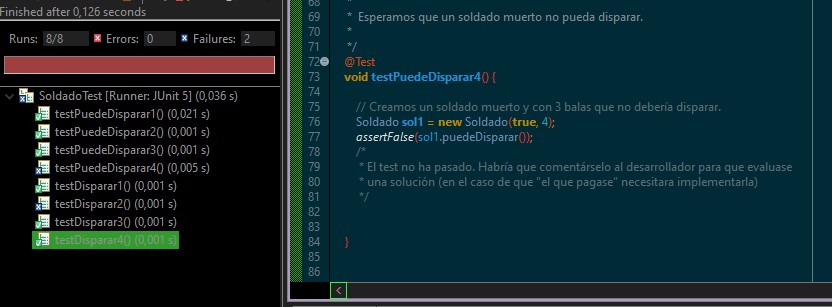 Finished after 0,126 seconds
Runs: 8/8 Errors: 0 Failures: 2
SoldadoTest [Runner: JUnit 5] (0,036 s)
testPuedeDisparar1() (0,021 s)
testPuedeDisparar2() (0,001 s)
testPuedeDisparar3() (0,001 s)
testPuedeDisparar4() (0,005 s)
testDisparar1() (0,001 s)
testDisparar2() (0,001 s)
testDisparar3() (0,001 s)
testDisparar4() (0,001 s)
68 *
69 * Esperamos que un soldado muerto no pueda disparar.
70 *
71 */
72 @Test
73 void testPuedeDisparar4() {
74
75 // Creamos un soldado muerto y con 3 balas que no debería disparar.
76 Soldado sol1 = new Soldado(true, 4);
77 assertFalse(sol1.puedeDisparar());
78 /*
79 * El test no ha pasado. Habría que comentárselo al desarrollador para que evaluase
80 * una solución (en el caso de que "el que pagase" necesitara implementarla)
81 */
82
83
84 }
85
86